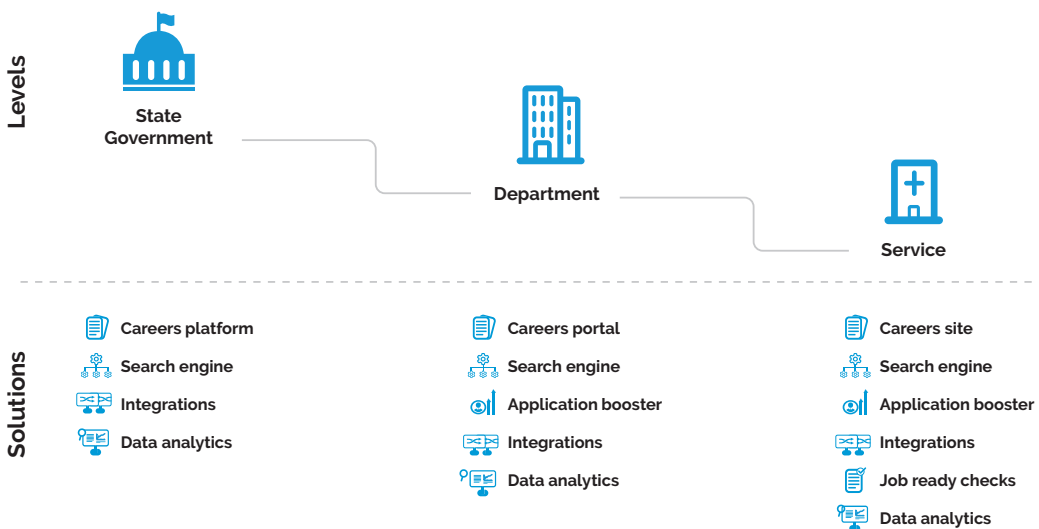 Levels
State
Government
Department
Service
Solutions
Careers platform
Search engine
Integrations
Data analytics
Careers portal
Search engine
Application booster
Integrations
Data analytics
Careers site
Search engine
Application booster
Integrations
Job ready checks
Data analytics